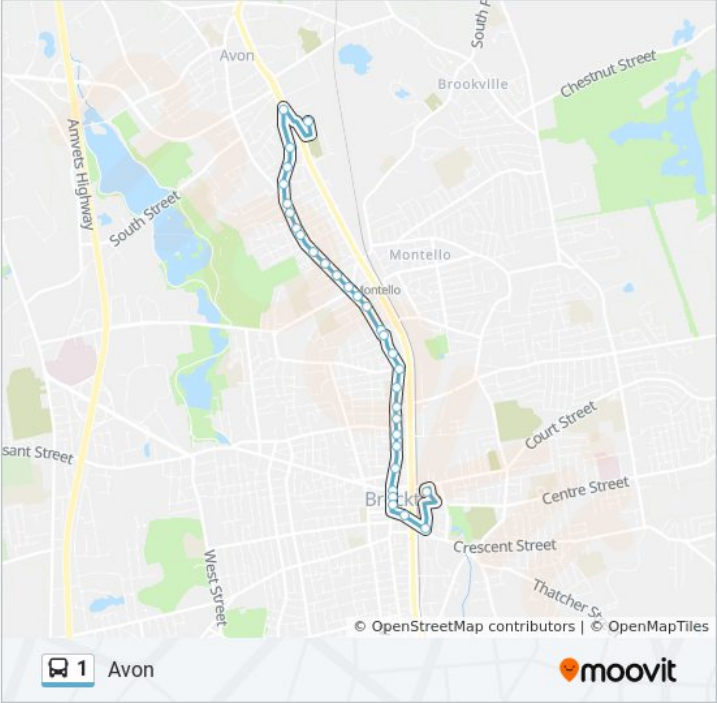 South
Avon
Brookville
Chestnut Street
Amvets Highway
South Street
Montello
Montello
Court Street
sant Street
Centre Street
Crescent Street
West Street
Thatcher St
© OpenStreetMap contributors | © OpenMapTiles
1 Avon
moovit